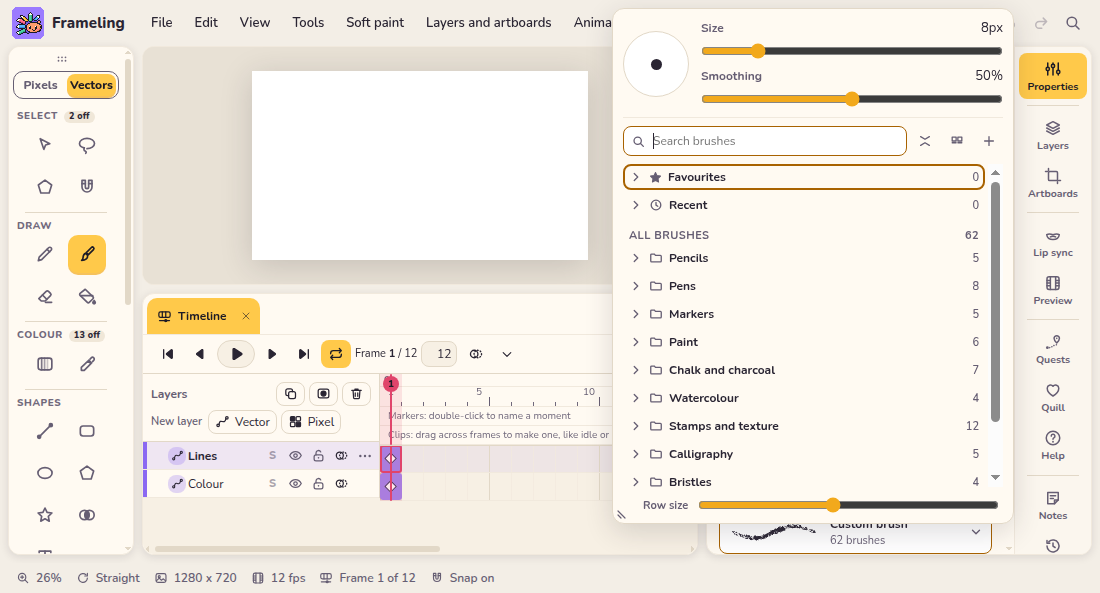 Frameling
File Edit View Tools Soft paint Layers and artboards Anima
Size 8px
Smoothing 50%
Search brushes
Favourites 0
Recent 0
ALL BRUSHES 62
Pencils 5
Pens 8
Markers 5
Paint 6
Chalk and charcoal 7
Watercolour 4
Stamps and texture 12
Calligraphy 5
Bristles 4
Row size
Custom brush
62 brushes
Pixels Vectors
SELECT 2 off
DRAW
COLOUR 13 off
SHAPES
Timeline
Frame 1 / 12 12
Layers
New layer Vector Pixel
1 5 10
Markers: double-click to name a moment
Clips: drag across frames to make one, like idle or
Lines S
Colour S
Properties
Layers
Artboards
Lip sync
Preview
Quests
Quill
Help
Notes
26% Straight 1280 x 720 12 fps Frame 1 of 12 Snap on